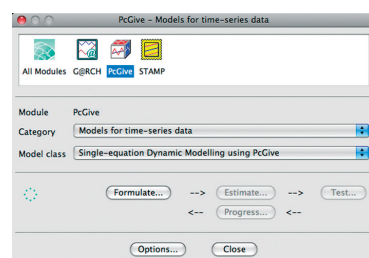 PcGive - Models for time-series data
All Modules G@RCH PcGive STAMP
Module PcGive
Category Models for time-series data
Model class Single-equation Dynamic Modelling using PcGive
Formulate... --> Estimate... --> Test...
<-- Progress... <--
Options... Close